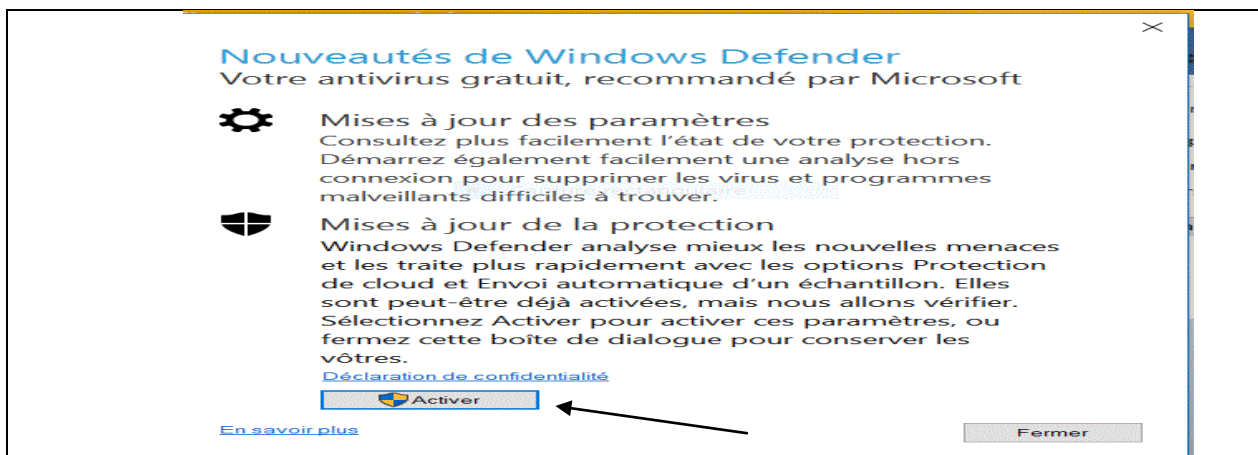 Nouveautés de Windows Defender
Votre antivirus gratuit, recommandé par Microsoft
Mises à jour des paramètres
Consultez plus facilement l'état de votre protection.
Démarrez également facilement une analyse hors
connexion pour supprimer les virus et programmes
malveillants difficiles à trouver.
Mises à jour de la protection
Windows Defender analyse mieux les nouvelles menaces
et les traite plus rapidement avec les options Protection
de cloud et Envoi automatique d'un échantillon. Elles
sont peut-être déjà activées, mais nous allons vérifier.
Sélectionnez Activer pour activer ces paramètres, ou
fermez cette boîte de dialogue pour conserver les
vôtres.
Déclaration de confidentialité
Activer
En savoir plus
Fermer